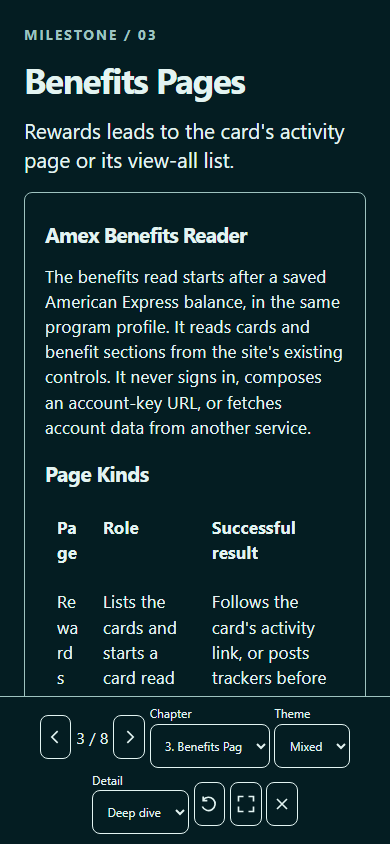 MILESTONE / 03
Benefits Pages
Rewards leads to the card's activity
page or its view-all list.
Amex Benefits Reader
The benefits read starts after a saved
American Express balance, in the same
program profile. It reads cards and
benefit sections from the site's existing
controls. It never signs in, composes
an account-key URL, or fetches
account data from another service.
Page Kinds
Pa
ge
Role
Successful
result
Re
wa
rd
s
Lists the
cards and
starts a
card read
Follows the
card's activity
link, or posts
trackers before
3 / 8
Chapter
3. Benefits Pag
Theme
Mixed
Detail
Deep dive